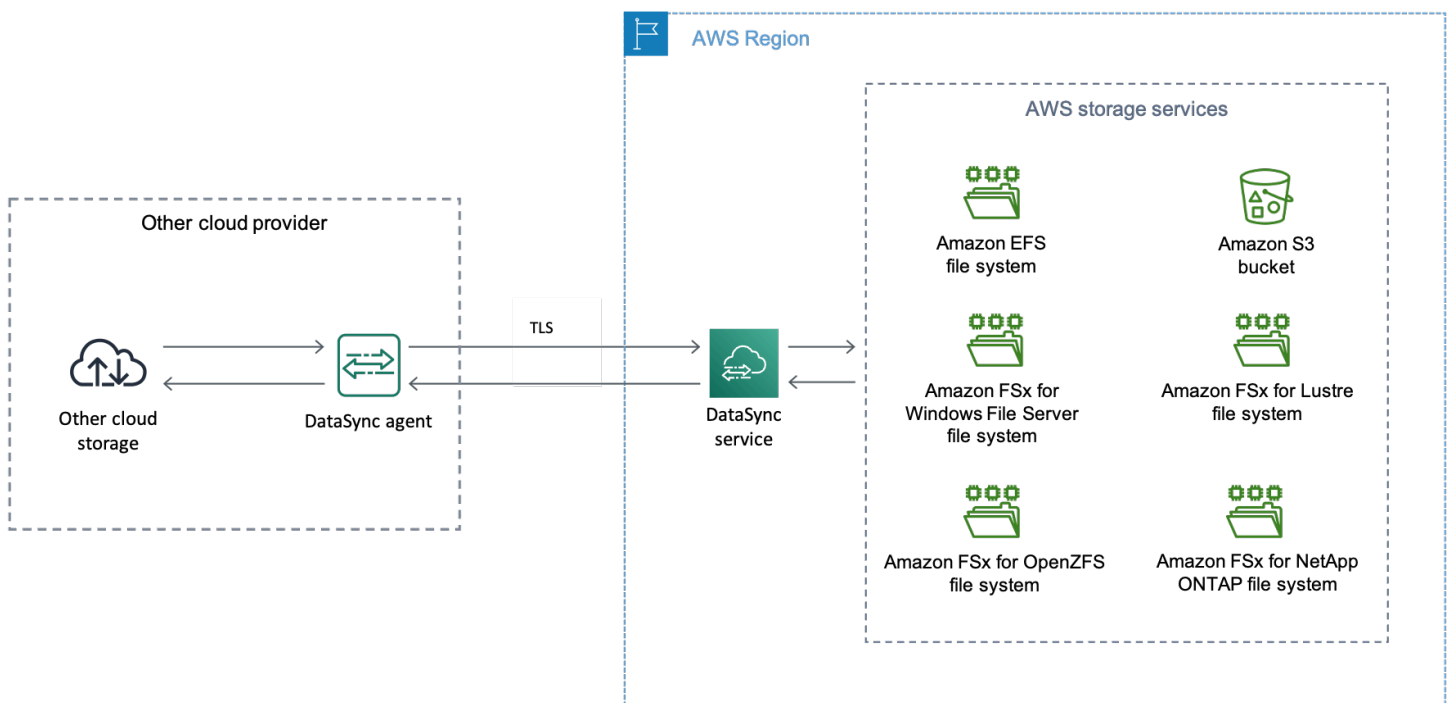 AWS Region
AWS storage services
Amazon EFS
file system
Amazon S3
bucket
Other cloud provider
TLS
Other cloud
storage
DataSync agent
DataSync
service
Amazon FSx for
Windows File Server
file system
Amazon FSx for Lustre
file system
Amazon FSx for OpenZFS
file system
Amazon FSx for NetApp
ONTAP file system